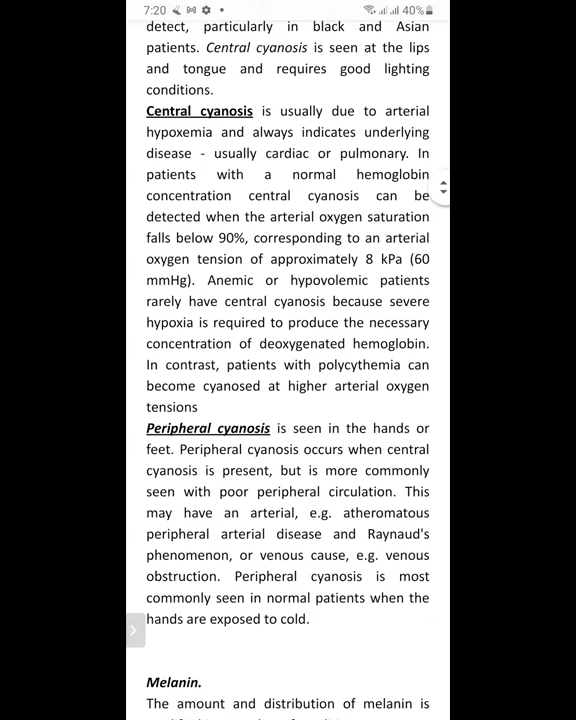 7:20 40%
detect, particularly in black and Asian
patients. Central cyanosis is seen at the lips
and tongue and requires good lighting
conditions.
Central cyanosis is usually due to arterial
hypoxemia and always indicates underlying
disease - usually cardiac or pulmonary. In
patients with a normal hemoglobin
concentration central cyanosis can be
detected when the arterial oxygen saturation
falls below 90%, corresponding to an arterial
oxygen tension of approximately 8 kPa (60
mmHg). Anemic or hypovolemic patients
rarely have central cyanosis because severe
hypoxia is required to produce the necessary
concentration of deoxygenated hemoglobin.
In contrast, patients with polycythemia can
become cyanosed at higher arterial oxygen
tensions
Peripheral cyanosis is seen in the hands or
feet. Peripheral cyanosis occurs when central
cyanosis is present, but is more commonly
seen with poor peripheral circulation. This
may have an arterial, e.g. atheromatous
peripheral arterial disease and Raynaud's
phenomenon, or venous cause, e.g. venous
obstruction. Peripheral cyanosis is most
commonly seen in normal patients when the
hands are exposed to cold.
Melanin.
The amount and distribution of melanin is